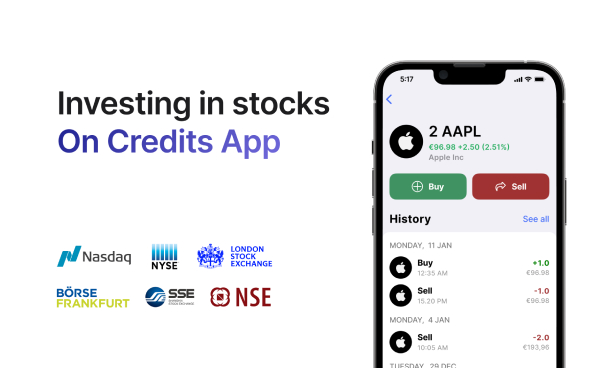 Investing in stocks
On Credits App
Nasdaq
NYSE
LONDON
STOCK
EXCHANGE
BÖRSE
FRANKFURT
SSE
NSE
5:17
2 AAPL
€96.98 +2.50 (2.51%)
Apple Inc
Buy
Sell
History
See all
MONDAY, 11 JAN
Buy
+1.0
12:35 AM
€96.98
Sell
-1.0
15.20 PM
€96.98
MONDAY, 4 JAN
Sell
-2.0
10:05 AM
€193,96
TUESDAY, 29 DEC